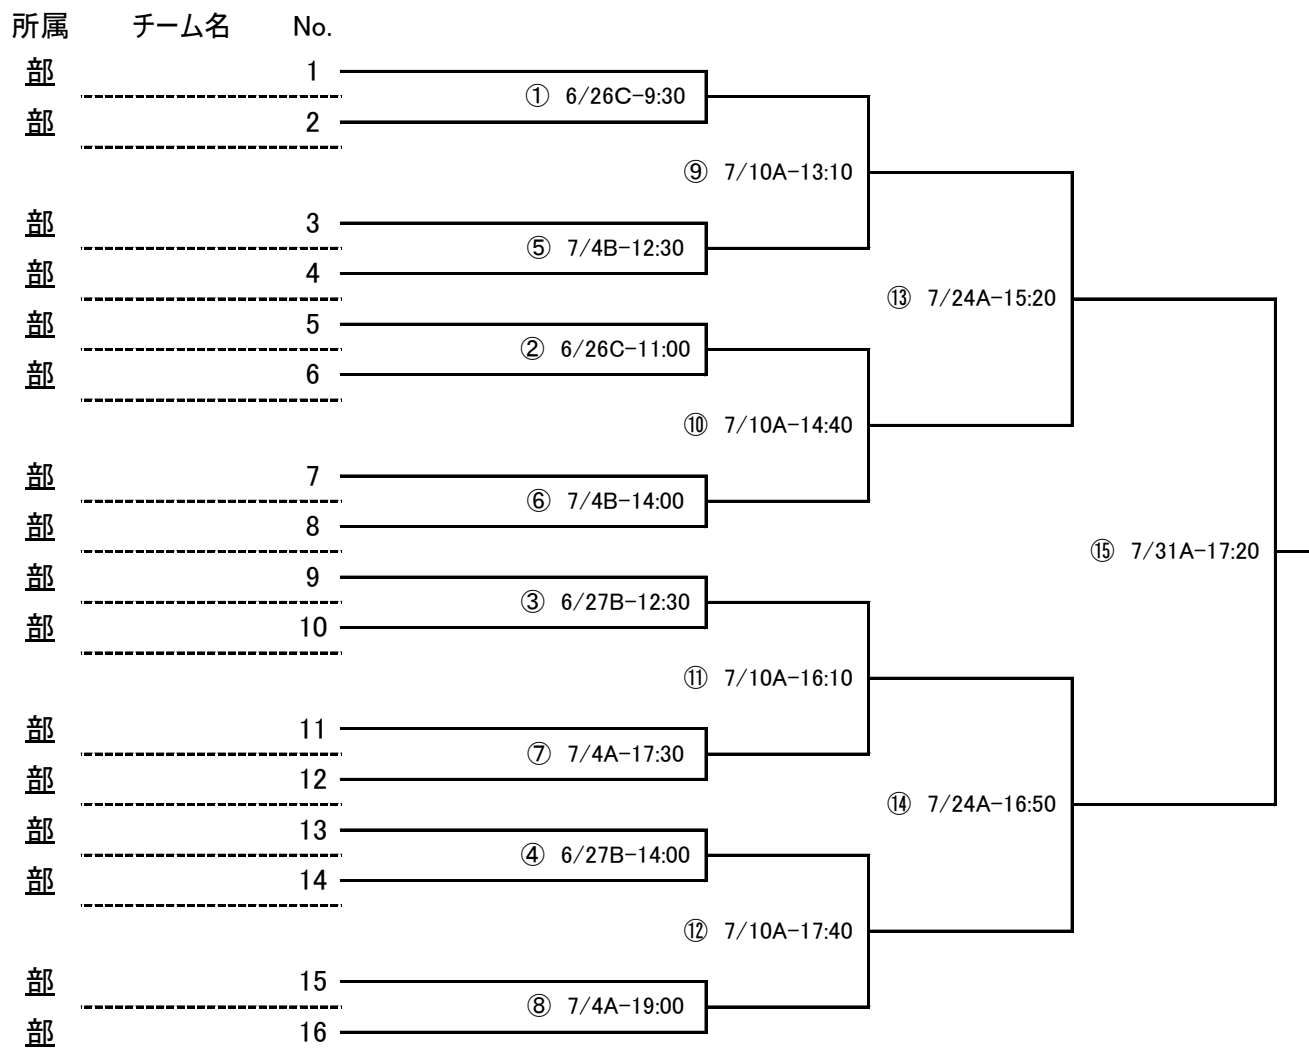 所属 チーム名 No.
部 1
① 6/26C-9:30
部 2
⑨ 7/10A-13:10
部 3
⑤ 7/4B-12:30
部 4
⑬ 7/24A-15:20
部 5
② 6/26C-11:00
部 6
⑩ 7/10A-14:40
部 7
⑥ 7/4B-14:00
部 8
⑮ 7/31A-17:20
部 9
③ 6/27B-12:30
部 10
⑪ 7/10A-16:10
部 11
⑦ 7/4A-17:30
部 12
⑭ 7/24A-16:50
部 13
④ 6/27B-14:00
部 14
⑫ 7/10A-17:40
部 15
⑧ 7/4A-19:00
部 16